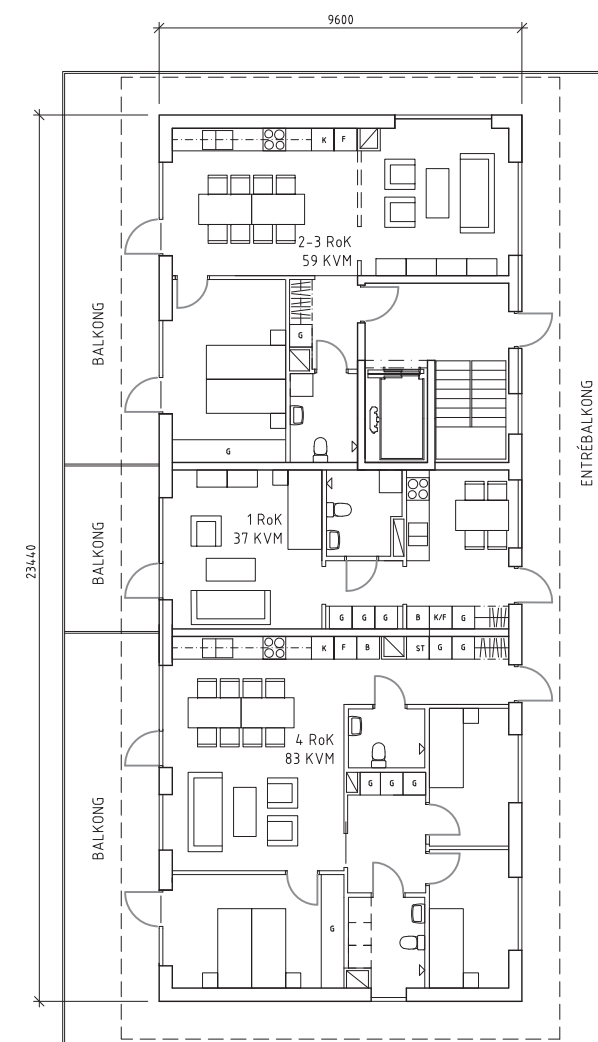 9600
K F
2-3 RoK
59 KVM
BALKONG
G
ENTRÉBALKONG
G
1 RoK
37 KVM
BALKONG
23440
G G G B K/F G
K F B ST G G
4 RoK
83 KVM
G G G
BALKONG
G